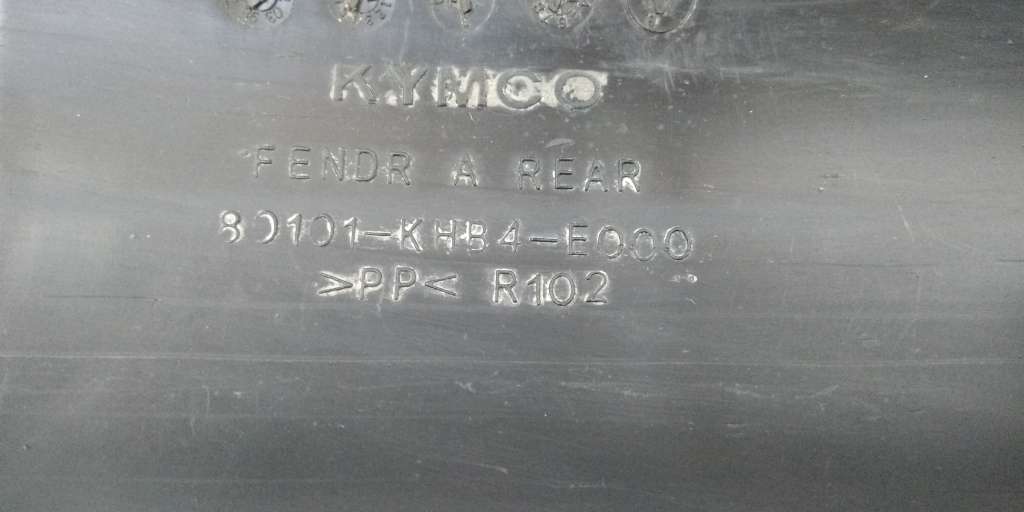 KYMCO
FENDR A REAR
80101-KHB4-E000
>PP< R102